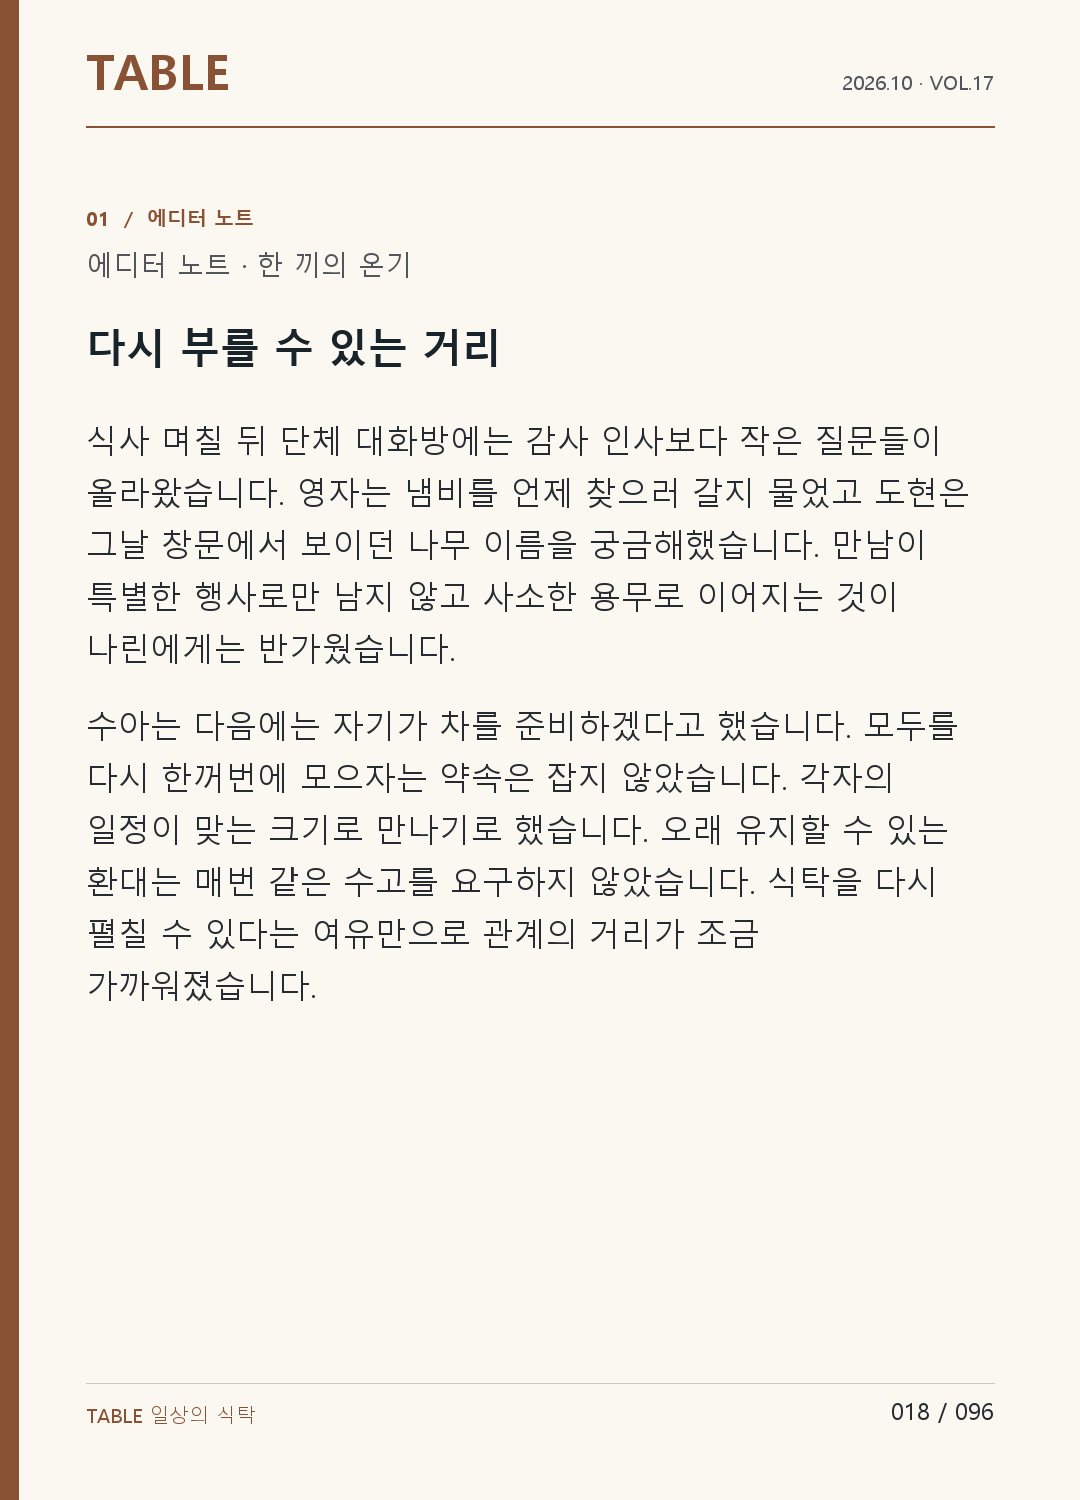 TABLE
2026.10 · VOL.17
01 / 에디터 노트
에디터 노트 · 한 끼의 온기
다시 부를 수 있는 거리
식사 며칠 뒤 단체 대화방에는 감사 인사보다 작은 질문들이
올라왔습니다. 영자는 냄비를 언제 찾으러 갈지 물었고 도현은
그날 창문에서 보이던 나무 이름을 궁금해했습니다. 만남이
특별한 행사로만 남지 않고 사소한 용무로 이어지는 것이
나린에게는 반가웠습니다.
수아는 다음에는 자기가 차를 준비하겠다고 했습니다. 모두를
다시 한꺼번에 모으자는 약속은 잡지 않았습니다. 각자의
일정이 맞는 크기로 만나기로 했습니다. 오래 유지할 수 있는
환대는 매번 같은 수고를 요구하지 않았습니다. 식탁을 다시
펼칠 수 있다는 여유만으로 관계의 거리가 조금
가까워졌습니다.
TABLE 일상의 식탁
018 / 096